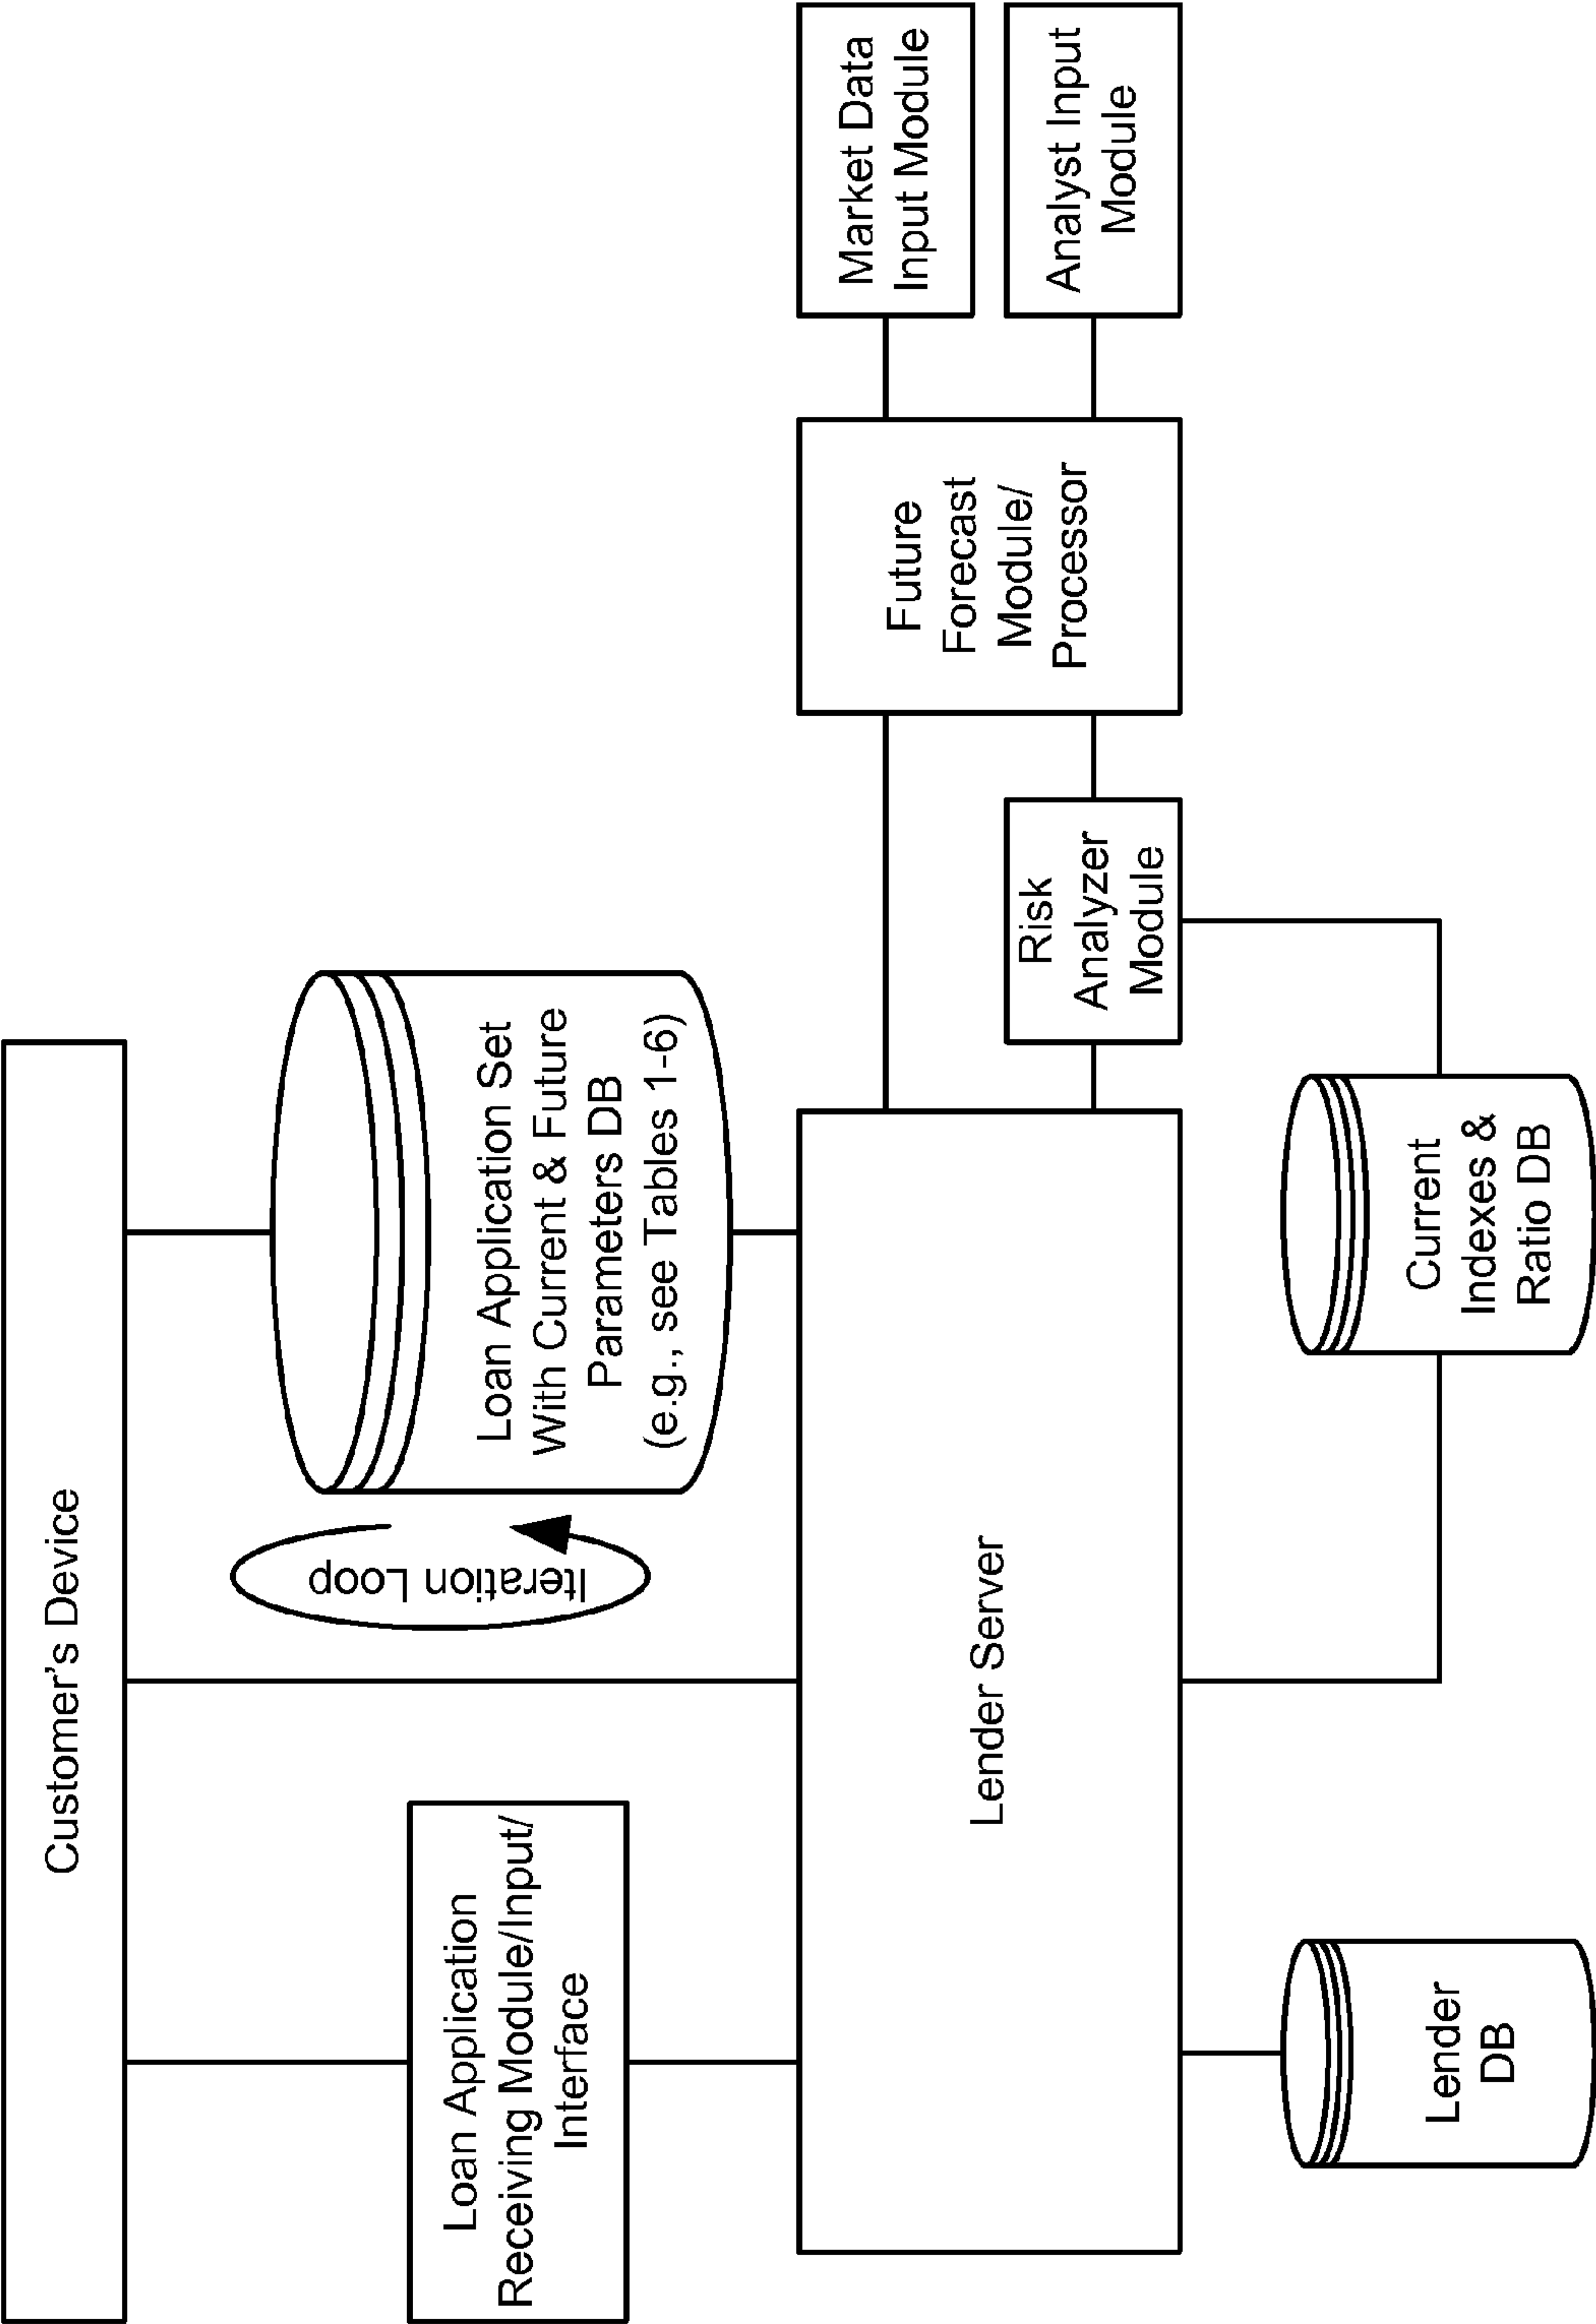 Customer's Device
Loan Application
Receiving Module/Input/
Interface
Iteration Loop
Loan Application Set
With Current & Future
Parameters DB
(e.g., see Tables 1-6)
Lender Server
Risk
Analyzer
Module
Future
Forecast
Module/
Processor
Market Data
Input Module
Analyst Input
Module
Lender
DB
Current
Indexes &
Ratio DB